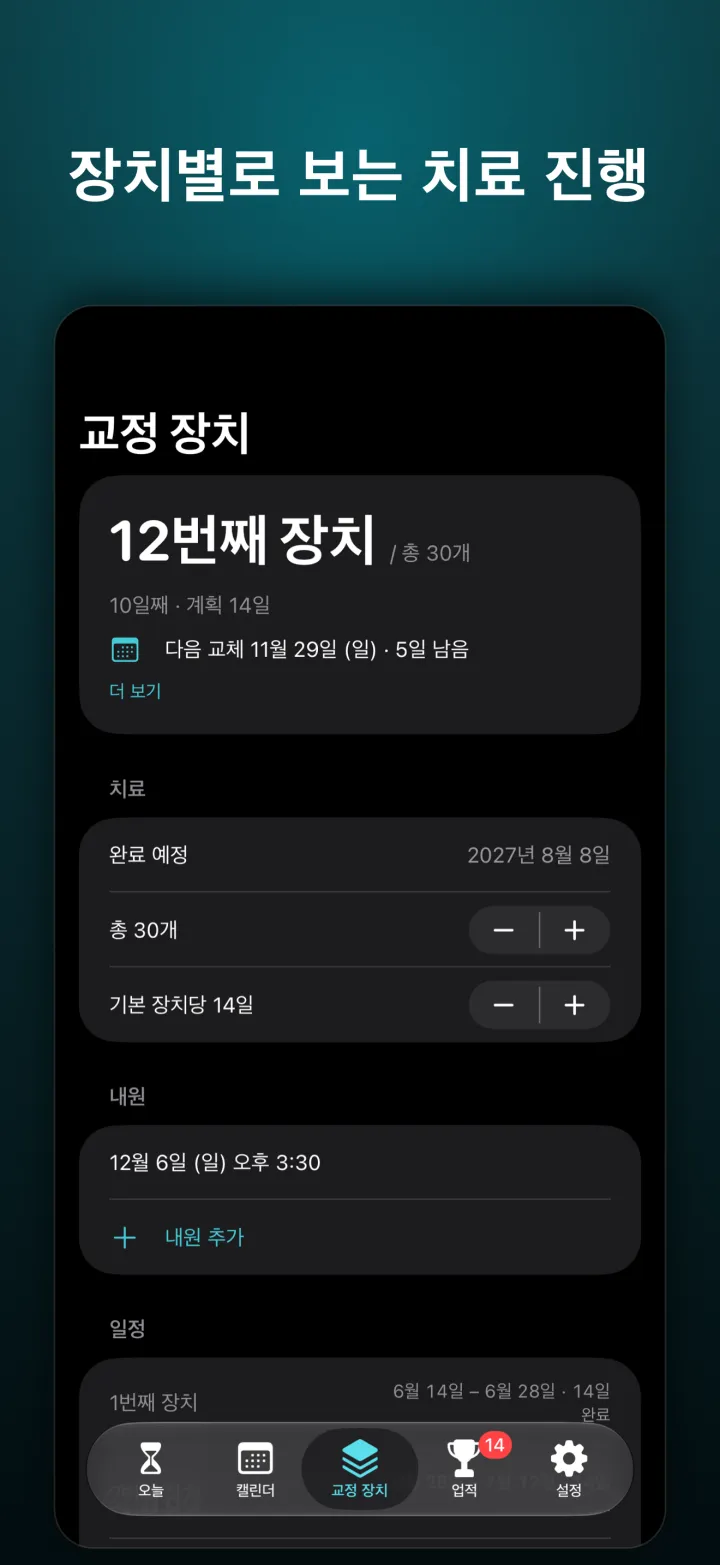 장치별로 보는 치료 진행
교정 장치
12번째 장치 / 총 30개
10일째 · 계획 14일
다음 교체 11월 29일 (일) · 5일 남음
더 보기
치료
완료 예정 2027년 8월 8일
총 30개
기본 장치당 14일
내원
12월 6일 (일) 오후 3:30
내원 추가
일정
1번째 장치 6월 14일 – 6월 28일 · 14일
완료
14
오늘 캘린더 교정 장치 업적 설정